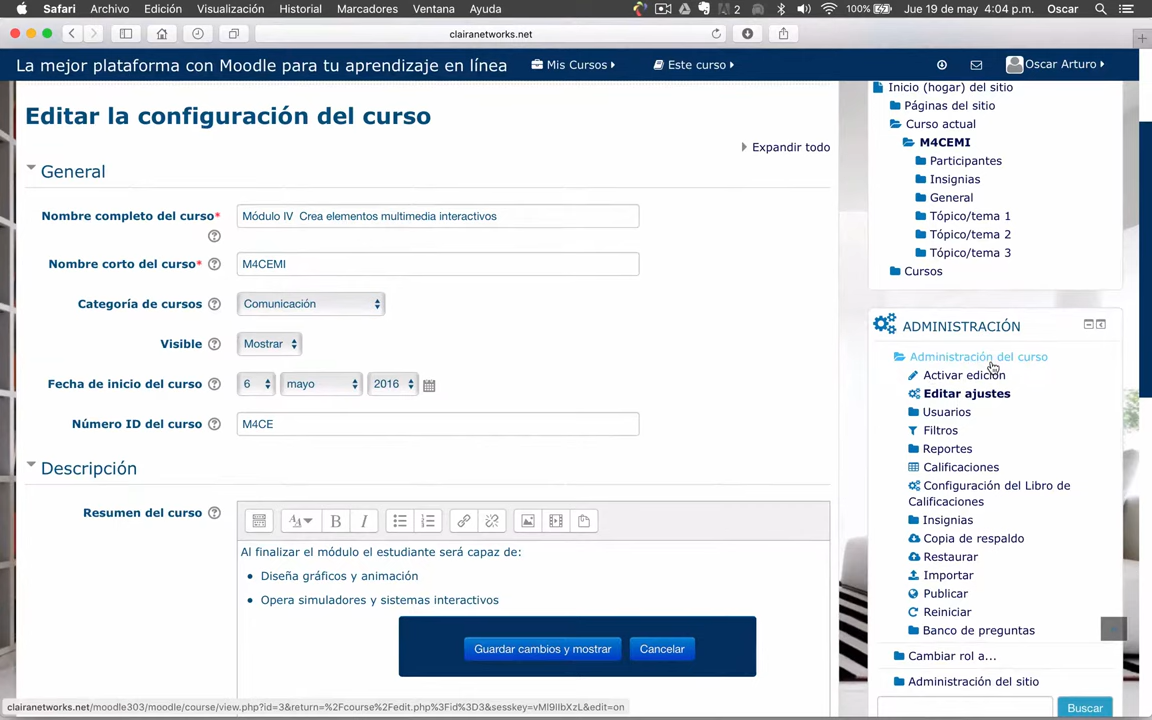 Safari Archivo Edición Visualización Historial Marcadores Ventana Ayuda 2 100% Jue 19 de may 4:04 p.m. Oscar
clairanetworks.net
La mejor plataforma con Moodle para tu aprendizaje en línea Mis Cursos Este curso Oscar Arturo
Editar la configuración del curso
Expandir todo
General
Nombre completo del curso* Módulo IV Crea elementos multimedia interactivos
Nombre corto del curso* M4CEMI
Categoría de cursos Comunicación
Visible Mostrar
Fecha de inicio del curso 6 mayo 2016
Número ID del curso M4CE
Descripción
Resumen del curso
B I
Al finalizar el módulo el estudiante será capaz de:
• Diseña gráficos y animación
• Opera simuladores y sistemas interactivos
Guardar cambios y mostrar Cancelar
Inicio (hogar) del sitio
Páginas del sitio
Curso actual
M4CEMI
Participantes
Insignias
General
Tópico/tema 1
Tópico/tema 2
Tópico/tema 3
Cursos
ADMINISTRACIÓN
Administración del curso
Activar edición
Editar ajustes
Usuarios
Filtros
Reportes
Calificaciones
Configuración del Libro de
Calificaciones
Insignias
Copia de respaldo
Restaurar
Importar
Publicar
Reiniciar
Banco de preguntas
Cambiar rol a...
Administración del sitio
Buscar
clairanetworks.net/moodle303/moodle/course/view.php?id=3&return=%2Fcourse%2Fedit.php%3Fid%3D3&sesskey=vMl9IlbXzL&edit=on